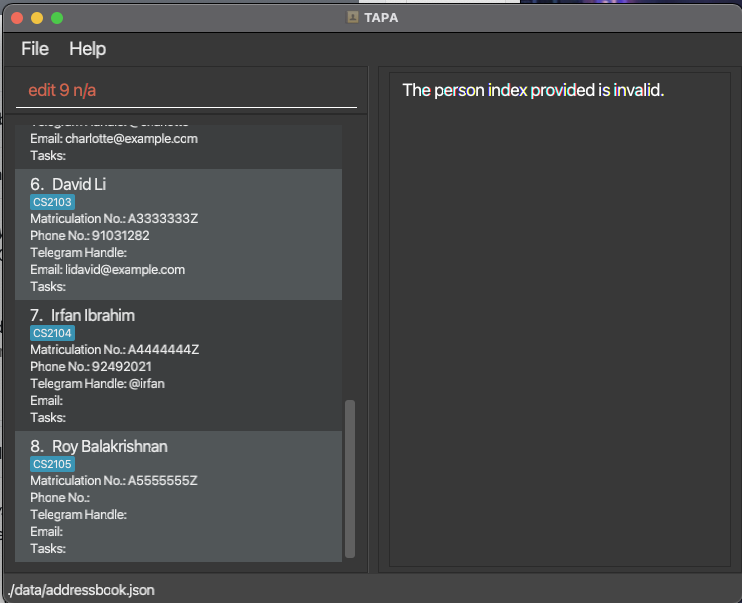 TAPA
File Help
edit 9 n/a
The person index provided is invalid.
Email: charlotte@example.com
Tasks:
6. David Li
CS2103
Matriculation No.: A3333333Z
Phone No.: 91031282
Telegram Handle:
Email: lidavid@example.com
Tasks:
7. Irfan Ibrahim
CS2104
Matriculation No.: A4444444Z
Phone No.: 92492021
Telegram Handle: @irfan
Email:
Tasks:
8. Roy Balakrishnan
CS2105
Matriculation No.: A5555555Z
Phone No.:
Telegram Handle:
Email:
Tasks:
./data/addressbook.json